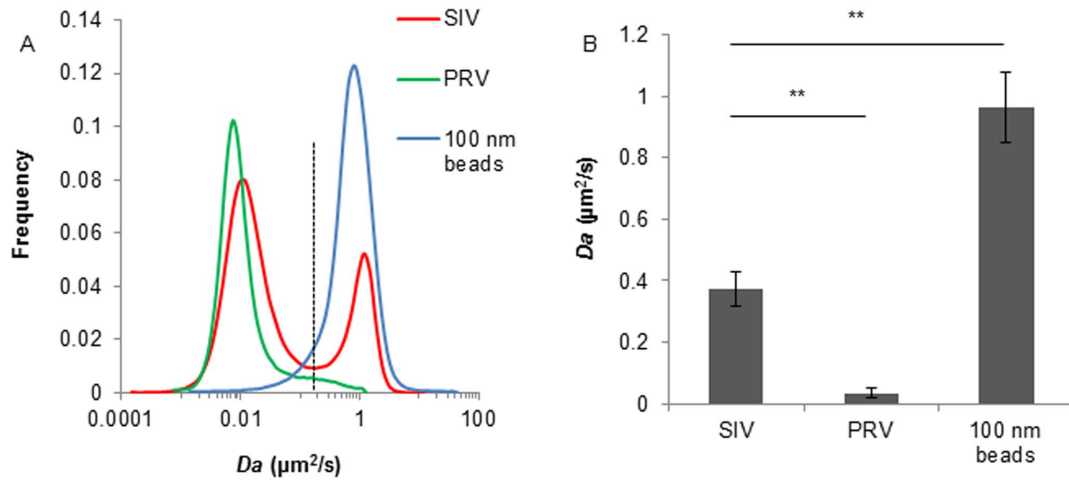 A
0.14
0.12
0.1
0.08
0.06
0.04
0.02
0
Frequency
0.0001
0.01
1
100
Da (µm²/s)
SIV
PRV
100 nm
beads
B
1.2
1
0.8
0.6
0.4
0.2
0
Da (µm²/s)
**
**
SIV
PRV
100 nm
beads